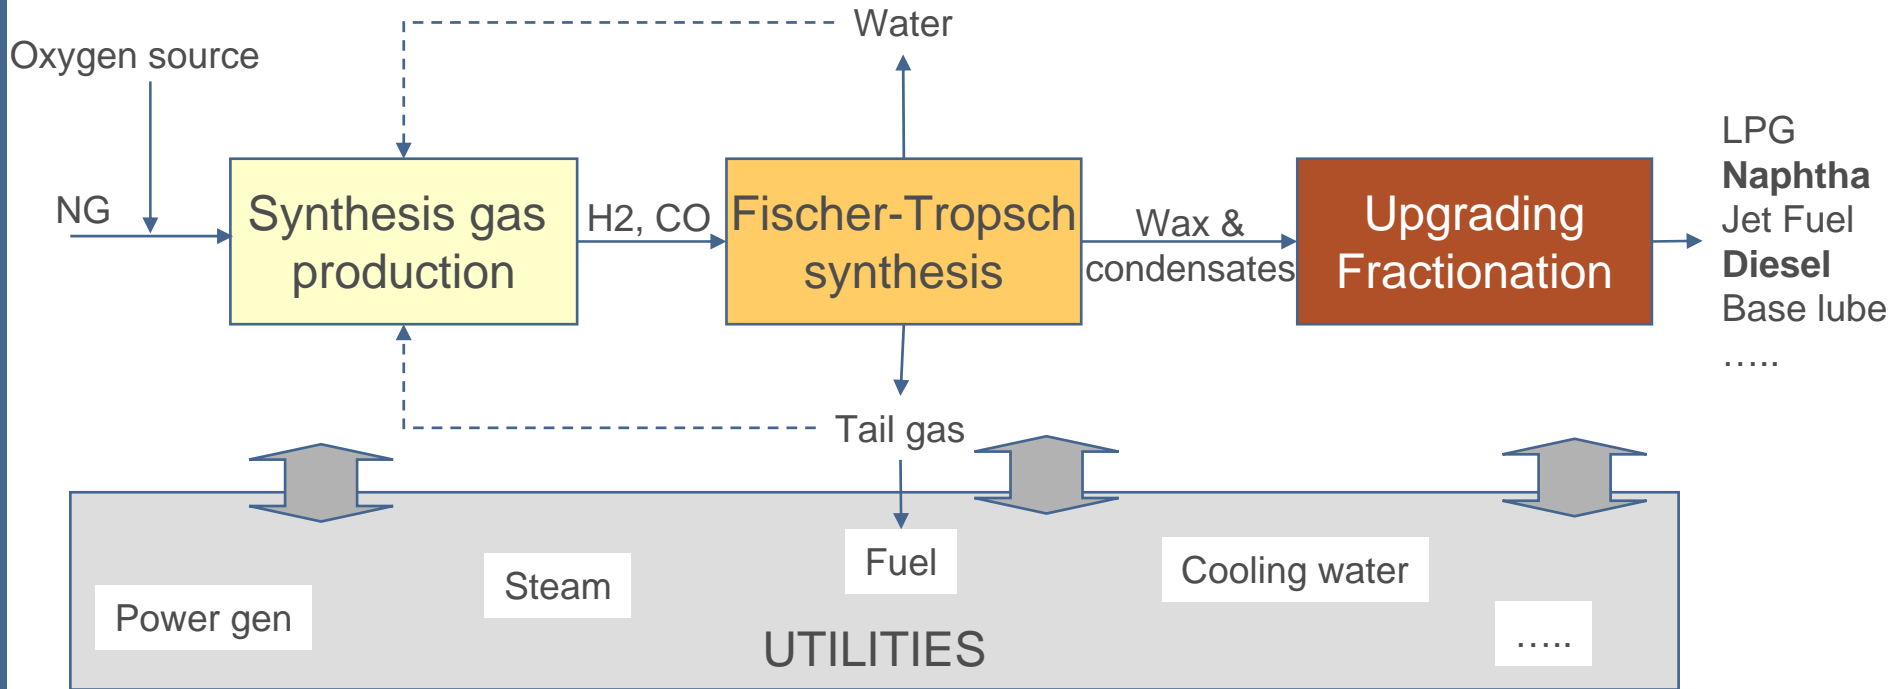 Water
Oxygen source
NG
Synthesis gas
production
H2, CO
Fischer-Tropsch
synthesis
Wax &
condensates
Upgrading
Fractionation
LPG
Naphtha
Jet Fuel
Diesel
Base lube
…..
Tail gas
Fuel
Steam
Cooling water
Power gen
…..
UTILITIES